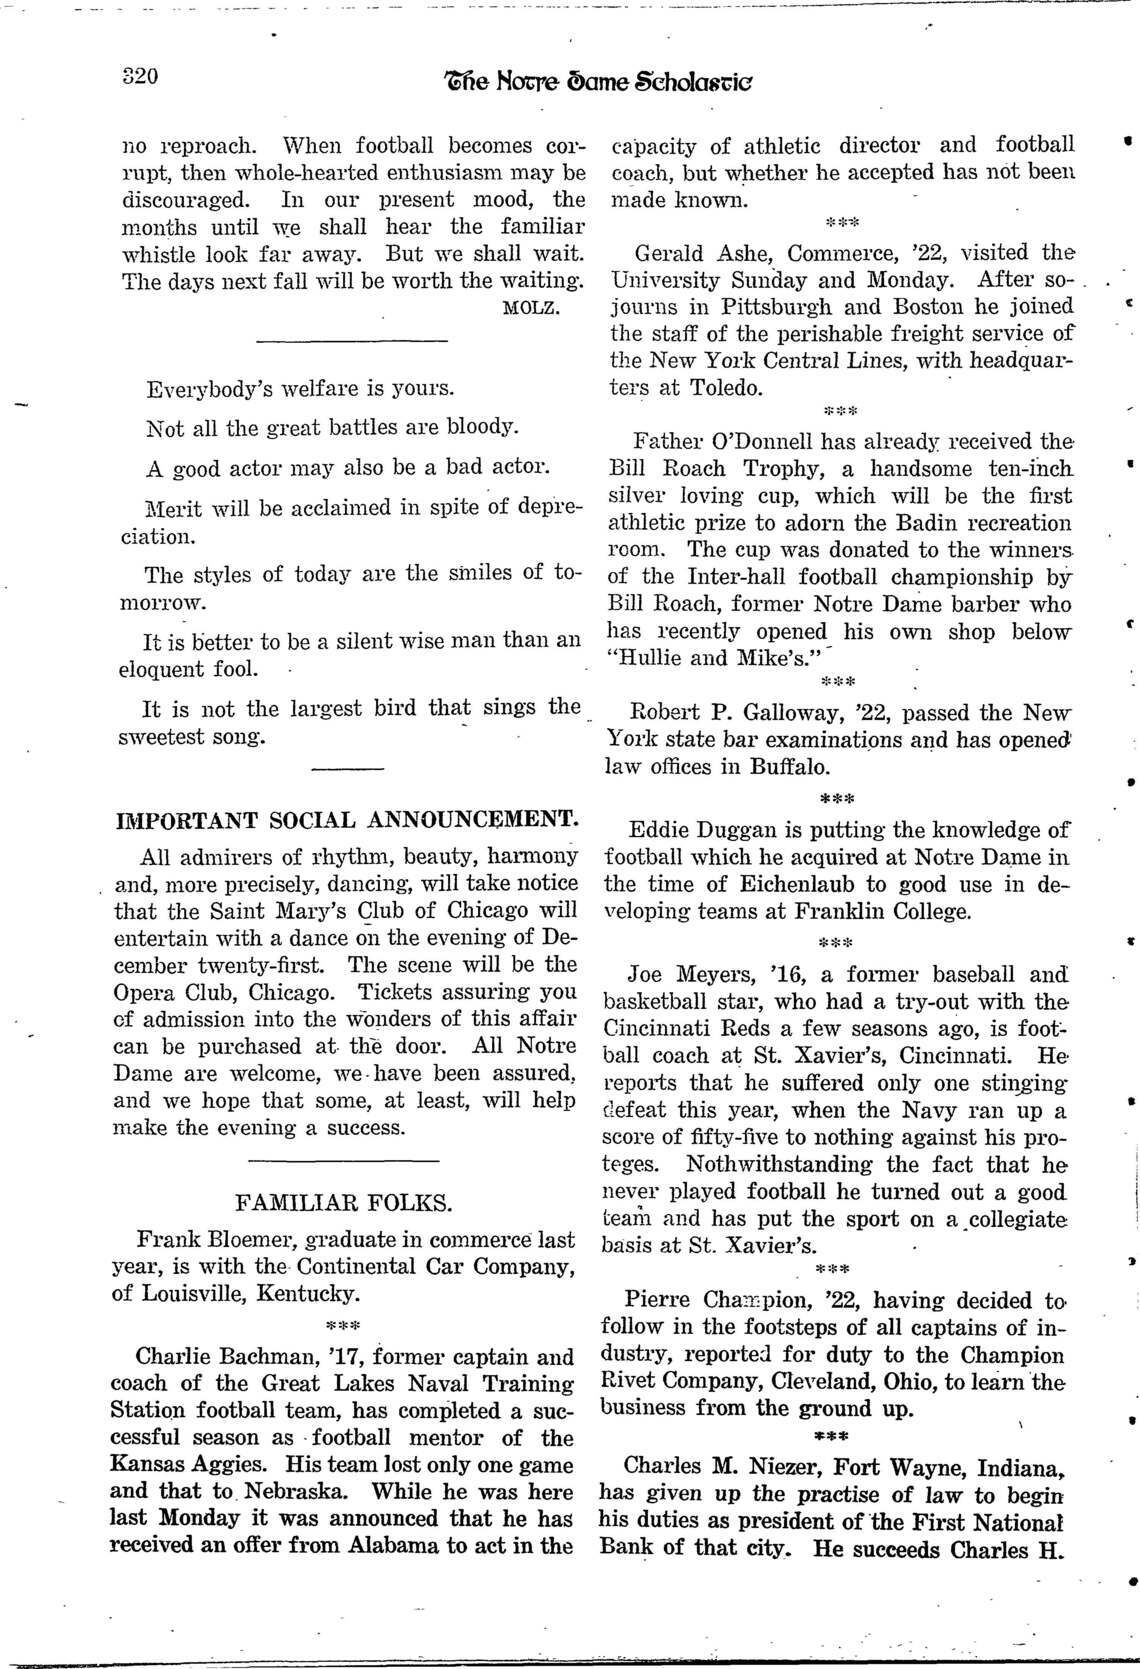 320
The Notre Dame Scholastic
no reproach. When football becomes cor-
rupt, then whole-hearted enthusiasm may be
discouraged. In our present mood, the
months until we shall hear the familiar
whistle look far away. But we shall wait.
The days next fall will be worth the waiting.
MOLZ.
Everybody's welfare is yours.
Not all the great battles are bloody.
A good actor may also be a bad actor.
Merit will be acclaimed in spite of depre-
ciation.
The styles of today are the smiles of to-
morrow.
It is better to be a silent wise man than an
eloquent fool.
It is not the largest bird that sings the
sweetest song.
IMPORTANT SOCIAL ANNOUNCEMENT.
All admirers of rhythm, beauty, harmony
and, more precisely, dancing, will take notice
that the Saint Mary's Club of Chicago will
entertain with a dance on the evening of De-
cember twenty-first. The scene will be the
Opera Club, Chicago. Tickets assuring you
of admission into the wonders of this affair
can be purchased at the door. All Notre
Dame are welcome, we have been assured,
and we hope that some, at least, will help
make the evening a success.
FAMILIAR FOLKS.
Frank Bloemer, graduate in commerce last
year, is with the Continental Car Company,
of Louisville, Kentucky.
***
Charlie Bachman, '17, former captain and
coach of the Great Lakes Naval Training
Station football team, has completed a suc-
cessful season as football mentor of the
Kansas Aggies. His team lost only one game
and that to Nebraska. While he was here
last Monday it was announced that he has
received an offer from Alabama to act in the
capacity of athletic director and football
coach, but whether he accepted has not been
made known.
***
Gerald Ashe, Commerce, '22, visited the
University Sunday and Monday. After so-
journs in Pittsburgh and Boston he joined
the staff of the perishable freight service of
the New York Central Lines, with headquar-
ters at Toledo.
***
Father O'Donnell has already received the
Bill Roach Trophy, a handsome ten-inch
silver loving cup, which will be the first
athletic prize to adorn the Badin recreation
room. The cup was donated to the winners
of the Inter-hall football championship by
Bill Roach, former Notre Dame barber who
has recently opened his own shop below
"Hullie and Mike's."
***
Robert P. Galloway, '22, passed the New
York state bar examinations and has opened
law offices in Buffalo.
***
Eddie Duggan is putting the knowledge of
football which he acquired at Notre Dame in
the time of Eichenlaub to good use in de-
veloping teams at Franklin College.
***
Joe Meyers, '16, a former baseball and
basketball star, who had a try-out with the
Cincinnati Reds a few seasons ago, is foot-
ball coach at St. Xavier's, Cincinnati. He
reports that he suffered only one stinging
defeat this year, when the Navy ran up a
score of fifty-five to nothing against his pro-
teges. Nothwithstanding the fact that he
never played football he turned out a good
team and has put the sport on a collegiate
basis at St. Xavier's.
***
Pierre Champion, '22, having decided to
follow in the footsteps of all captains of in-
dustry, reported for duty to the Champion
Rivet Company, Cleveland, Ohio, to learn the
business from the ground up.
***
Charles M. Niezer, Fort Wayne, Indiana,
has given up the practise of law to begin
his duties as president of the First National
Bank of that city. He succeeds Charles H.